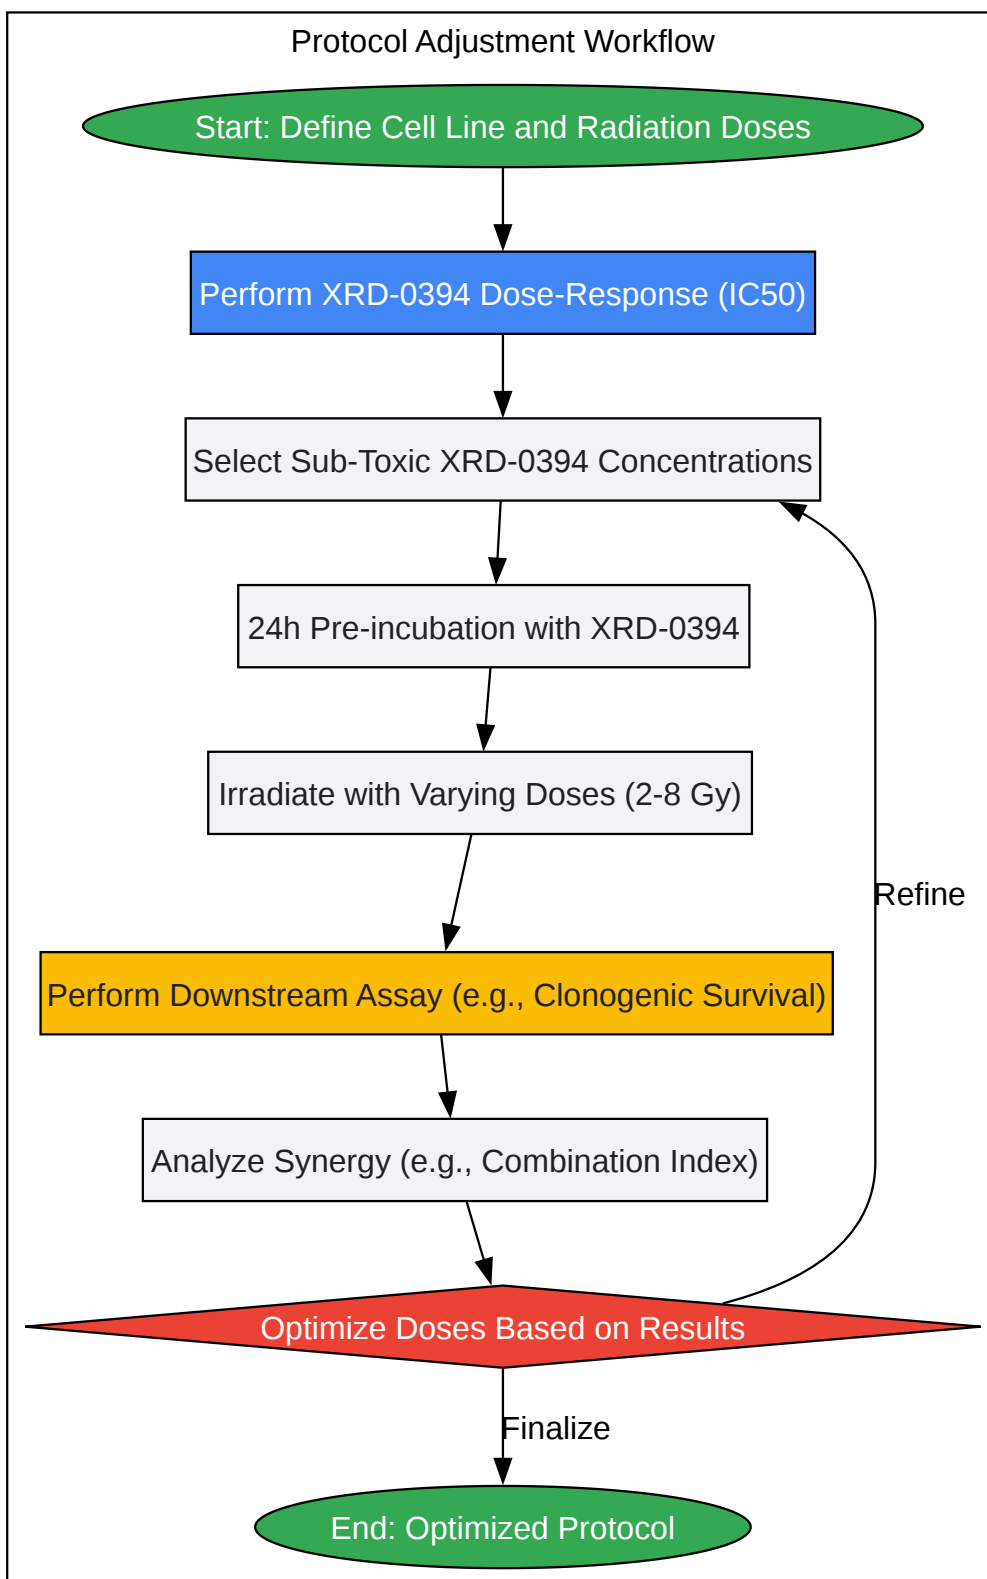 Protocol Adjustment Workflow
Start: Define Cell Line and Radiation Doses
Perform XRD-0394 Dose-Response (IC50)
Select Sub-Toxic XRD-0394 Concentrations
24h Pre-incubation with XRD-0394
Irradiate with Varying Doses (2-8 Gy)
Refine
Perform Downstream Assay (e.g., Clonogenic Survival)
Analyze Synergy (e.g., Combination Index)
Optimize Doses Based on Results
Finalize
End: Optimized Protocol